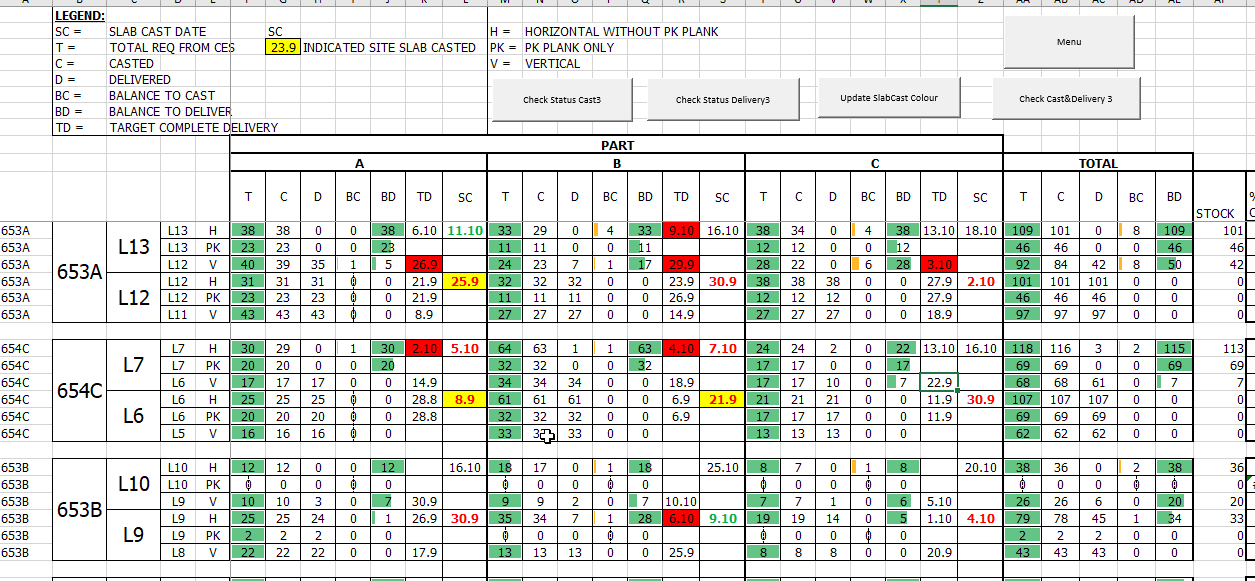 LEGEND:
SC = SLAB CAST DATE SC H = HORIZONTAL WITHOUT PK PLANK
T = TOTAL REQ FROM CES 23.9 INDICATED SITE SLAB CASTED PK = PK PLANK ONLY Menu
C = CASTED V = VERTICAL
D = DELIVERED
BC = BALANCE TO CAST Check Status Cast3 Check Status Delivery3 Update SlabCast Colour Check Cast&Delivery 3
BD = BALANCE TO DELIVER
TD = TARGET COMPLETE DELIVERY
PART
A B C TOTAL
T C D BC BD TD SC T C D BC BD TD SC T C D BC BD TD SC T C D BC BD STOCK
653A L13 H 38 38 0 0 38 6.10 11.10 33 29 0 4 33 9.10 16.10 38 34 0 4 38 13.10 18.10 109 101 0 8 109 101
653A L13 PK 23 23 0 0 23 11 11 0 0 11 12 12 0 0 12 46 46 0 0 46 46
653A 653A L12 V 40 39 35 1 5 26.9 24 23 7 1 17 29.9 28 22 0 6 28 3.10 92 84 42 8 50 42
653A L12 H 31 31 31 0 0 21.9 25.9 32 32 32 0 0 23.9 30.9 38 38 38 0 0 27.9 2.10 101 101 101 0 0 0
653A L12 L12 PK 23 23 23 0 0 21.9 11 11 11 0 0 26.9 12 12 12 0 0 27.9 46 46 46 0 0 0
653A L11 V 43 43 43 0 0 8.9 27 27 27 0 0 14.9 27 27 27 0 0 18.9 97 97 97 0 0 0
654C L7 H 30 29 0 1 30 2.10 5.10 64 63 1 1 63 4.10 7.10 24 24 2 0 22 13.10 16.10 118 116 3 2 115 113
654C L7 L7 PK 20 20 0 0 20 32 32 0 0 32 17 17 0 0 17 69 69 0 0 69 69
654C 654C L6 V 17 17 17 0 0 14.9 34 34 34 0 0 18.9 17 17 10 0 7 22.9 68 68 61 0 7 7
654C L6 H 25 25 25 0 0 28.8 8.9 61 61 61 0 0 6.9 21.9 21 21 21 0 0 11.9 30.9 107 107 107 0 0 0
654C L6 L6 PK 20 20 20 0 0 28.8 32 32 32 0 0 6.9 17 17 17 0 0 11.9 69 69 69 0 0 0
654C L5 V 16 16 16 0 0 33 33 0 0 13 13 13 0 0 62 62 62 0 0 0
653B L10 H 12 12 0 0 12 16.10 18 17 0 1 18 25.10 8 7 0 1 8 20.10 38 36 0 2 38 36
653B L10 L10 PK 0 0 0 0 0 0 0 0 0 0 0 0 0 0 0 0 0 0 0 0 0
653B 653B L9 V 10 10 3 0 7 30.9 9 9 2 0 7 10.10 7 7 1 0 6 5.10 26 26 6 0 20 20
653B L9 H 25 25 24 0 1 26.9 30.9 35 34 7 1 28 6.10 9.10 19 19 14 0 5 1.10 4.10 79 78 45 1 34 33
653B L9 L9 PK 2 2 2 0 0 0 0 0 0 0 0 0 0 0 0 2 2 2 0 0 0
653B L8 V 22 22 22 0 0 17.9 13 13 13 0 0 25.9 8 8 8 0 0 20.9 43 43 43 0 0 0